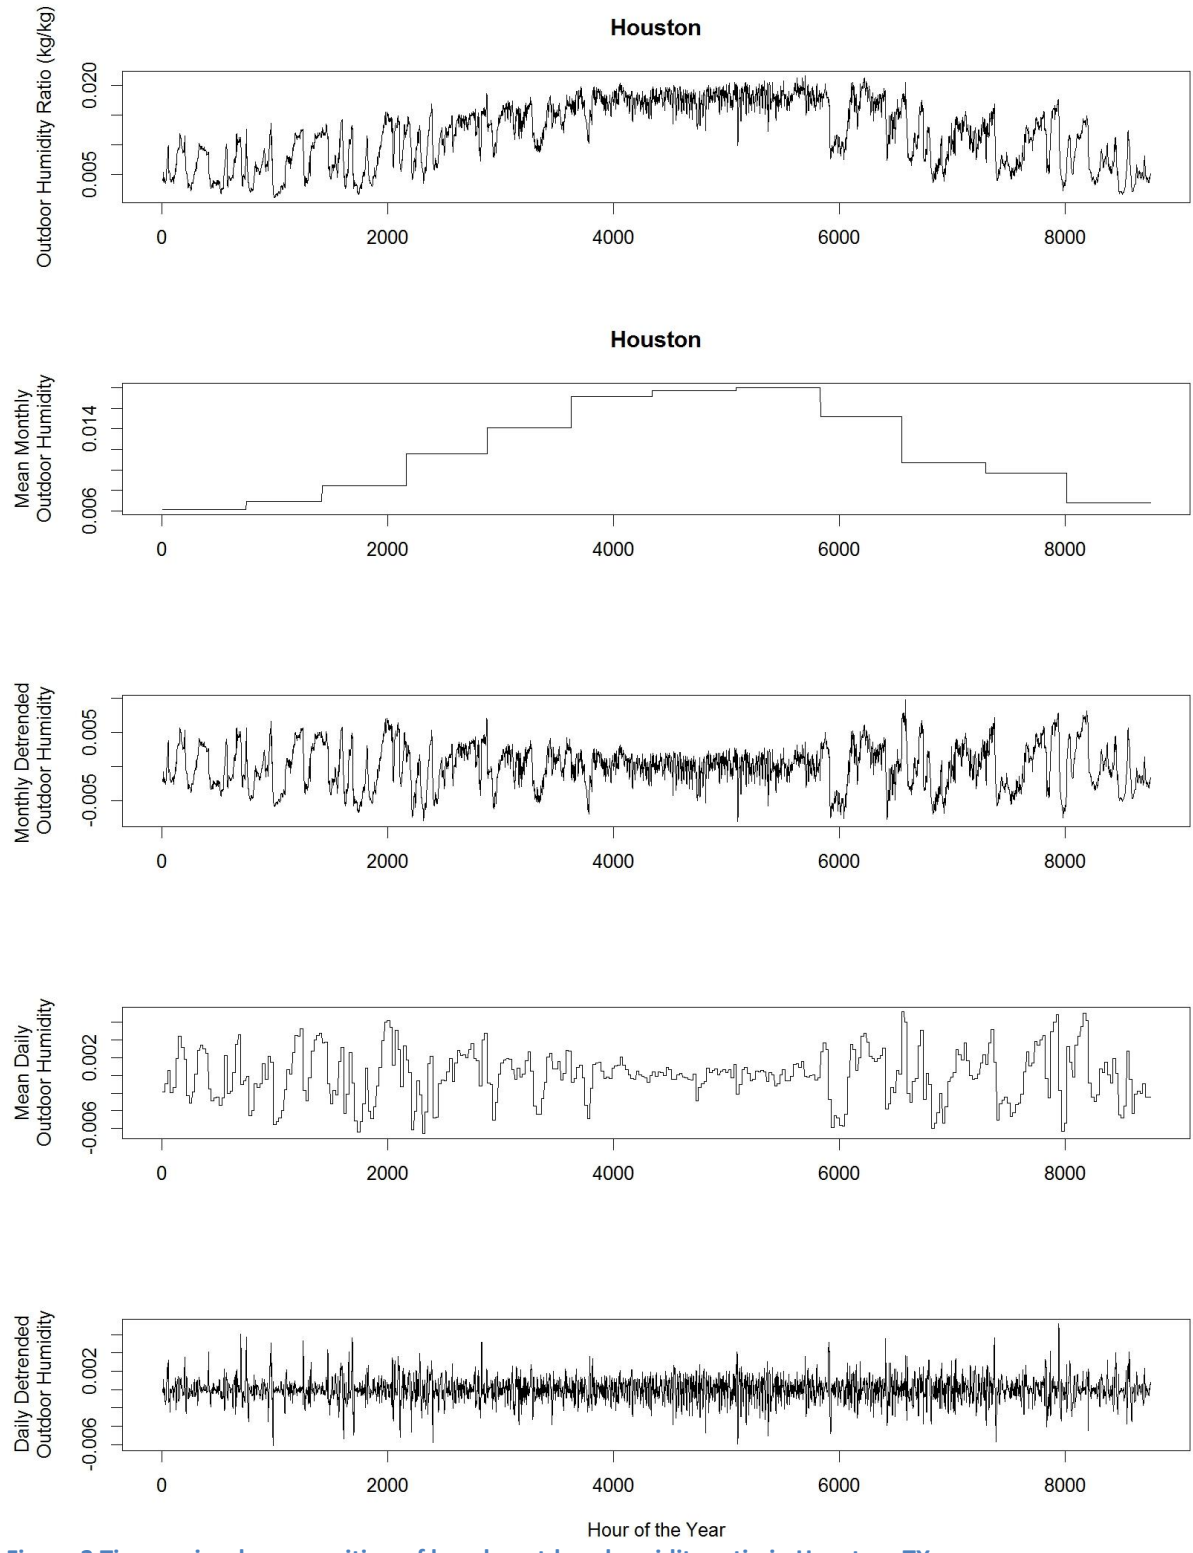 Houston
Outdoor Humidity Ratio (kg/kg)
0.020
0.005
0 2000 4000 6000 8000
Houston
Mean Monthly
Outdoor Humidity
0.014
0.006
0 2000 4000 6000 8000
Monthly Detrended
Outdoor Humidity
0.005
-0.005
0 2000 4000 6000 8000
Mean Daily
Outdoor Humidity
0.002
-0.006
0 2000 4000 6000 8000
Daily Detrended
Outdoor Humidity
0.002
-0.006
0 2000 4000 6000 8000
Hour of the Year